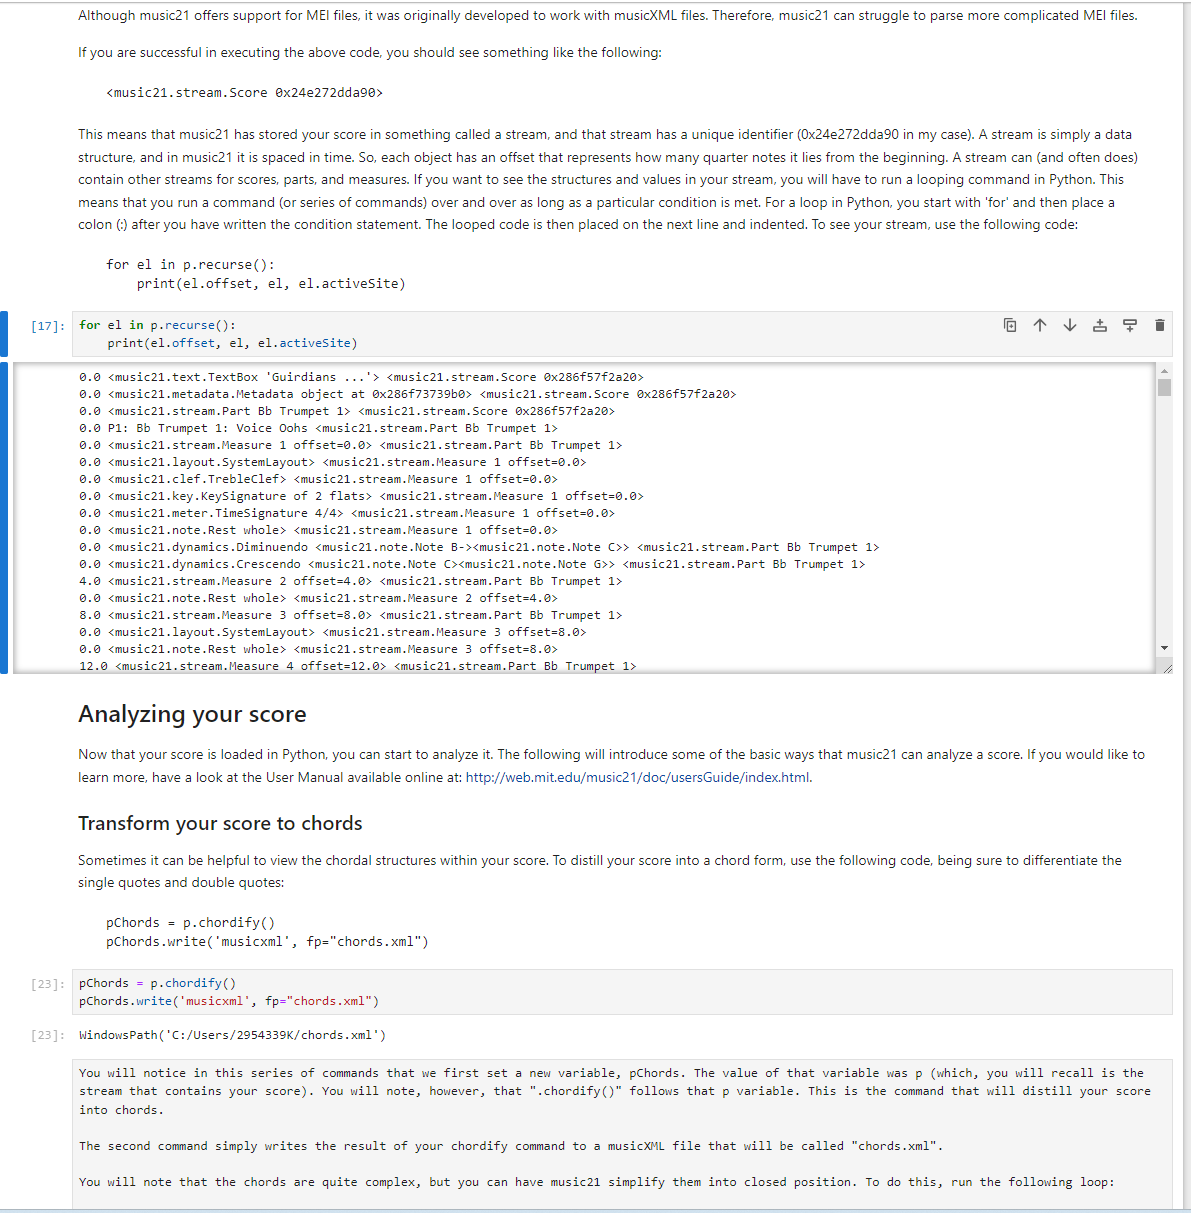 Although music21 offers support for MEI files, it was originally developed to work with musicXML files. Therefore, music21 can struggle to parse more complicated MEI files.
If you are successful in executing the above code, you should see something like the following:
<music21.stream.Score 0x24e272dda90>
This means that music21 has stored your score in something called a stream, and that stream has a unique identifier (0x24e272dda90 in my case). A stream is simply a data
structure, and in music21 it is spaced in time. So, each object has an offset that represents how many quarter notes it lies from the beginning. A stream can (and often does)
contain other streams for scores, parts, and measures. If you want to see the structures and values in your stream, you will have to run a looping command in Python. This
means that you run a command (or series of commands) over and over as long as a particular condition is met. For a loop in Python, you start with 'for' and then place a
colon (:) after you have written the condition statement. The looped code is then placed on the next line and indented. To see your stream, use the following code:
for el in p.recurse():
    print(el.offset, el, el.activeSite)
[17]: for el in p.recurse():
    print(el.offset, el, el.activeSite)
0.0 <music21.text.TextBox 'Guirdians ...'> <music21.stream.Score 0x286f57f2a20>
0.0 <music21.metadata.Metadata object at 0x286f73739b0> <music21.stream.Score 0x286f57f2a20>
0.0 <music21.stream.Part Bb Trumpet 1> <music21.stream.Score 0x286f57f2a20>
0.0 P1: Bb Trumpet 1: Voice Oohs <music21.stream.Part Bb Trumpet 1>
0.0 <music21.stream.Measure 1 offset=0.0> <music21.stream.Part Bb Trumpet 1>
0.0 <music21.layout.SystemLayout> <music21.stream.Measure 1 offset=0.0>
0.0 <music21.clef.TrebleClef> <music21.stream.Measure 1 offset=0.0>
0.0 <music21.key.KeySignature of 2 flats> <music21.stream.Measure 1 offset=0.0>
0.0 <music21.meter.TimeSignature 4/4> <music21.stream.Measure 1 offset=0.0>
0.0 <music21.note.Rest whole> <music21.stream.Measure 1 offset=0.0>
0.0 <music21.dynamics.Diminuendo <music21.note.Note B-><music21.note.Note C>> <music21.stream.Part Bb Trumpet 1>
0.0 <music21.dynamics.Crescendo <music21.note.Note C><music21.note.Note G>> <music21.stream.Part Bb Trumpet 1>
4.0 <music21.stream.Measure 2 offset=4.0> <music21.stream.Part Bb Trumpet 1>
0.0 <music21.note.Rest whole> <music21.stream.Measure 2 offset=4.0>
8.0 <music21.stream.Measure 3 offset=8.0> <music21.stream.Part Bb Trumpet 1>
0.0 <music21.layout.SystemLayout> <music21.stream.Measure 3 offset=8.0>
0.0 <music21.note.Rest whole> <music21.stream.Measure 3 offset=8.0>
12.0 <music21.stream.Measure 4 offset=12.0> <music21.stream.Part Bb Trumpet 1>
Analyzing your score
Now that your score is loaded in Python, you can start to analyze it. The following will introduce some of the basic ways that music21 can analyze a score. If you would like to
learn more, have a look at the User Manual available online at: http://web.mit.edu/music21/doc/usersGuide/index.html.
Transform your score to chords
Sometimes it can be helpful to view the chordal structures within your score. To distill your score into a chord form, use the following code, being sure to differentiate the
single quotes and double quotes:
pChords = p.chordify()
pChords.write('musicxml', fp="chords.xml")
[23]: pChords = p.chordify()
pChords.write('musicxml', fp="chords.xml")
[23]: WindowsPath('C:/Users/2954339K/chords.xml')
You will notice in this series of commands that we first set a new variable, pChords. The value of that variable was p (which, you will recall is the
stream that contains your score). You will note, however, that ".chordify()" follows that p variable. This is the command that will distill your score
into chords.
The second command simply writes the result of your chordify command to a musicXML file that will be called "chords.xml".
You will note that the chords are quite complex, but you can have music21 simplify them into closed position. To do this, run the following loop: